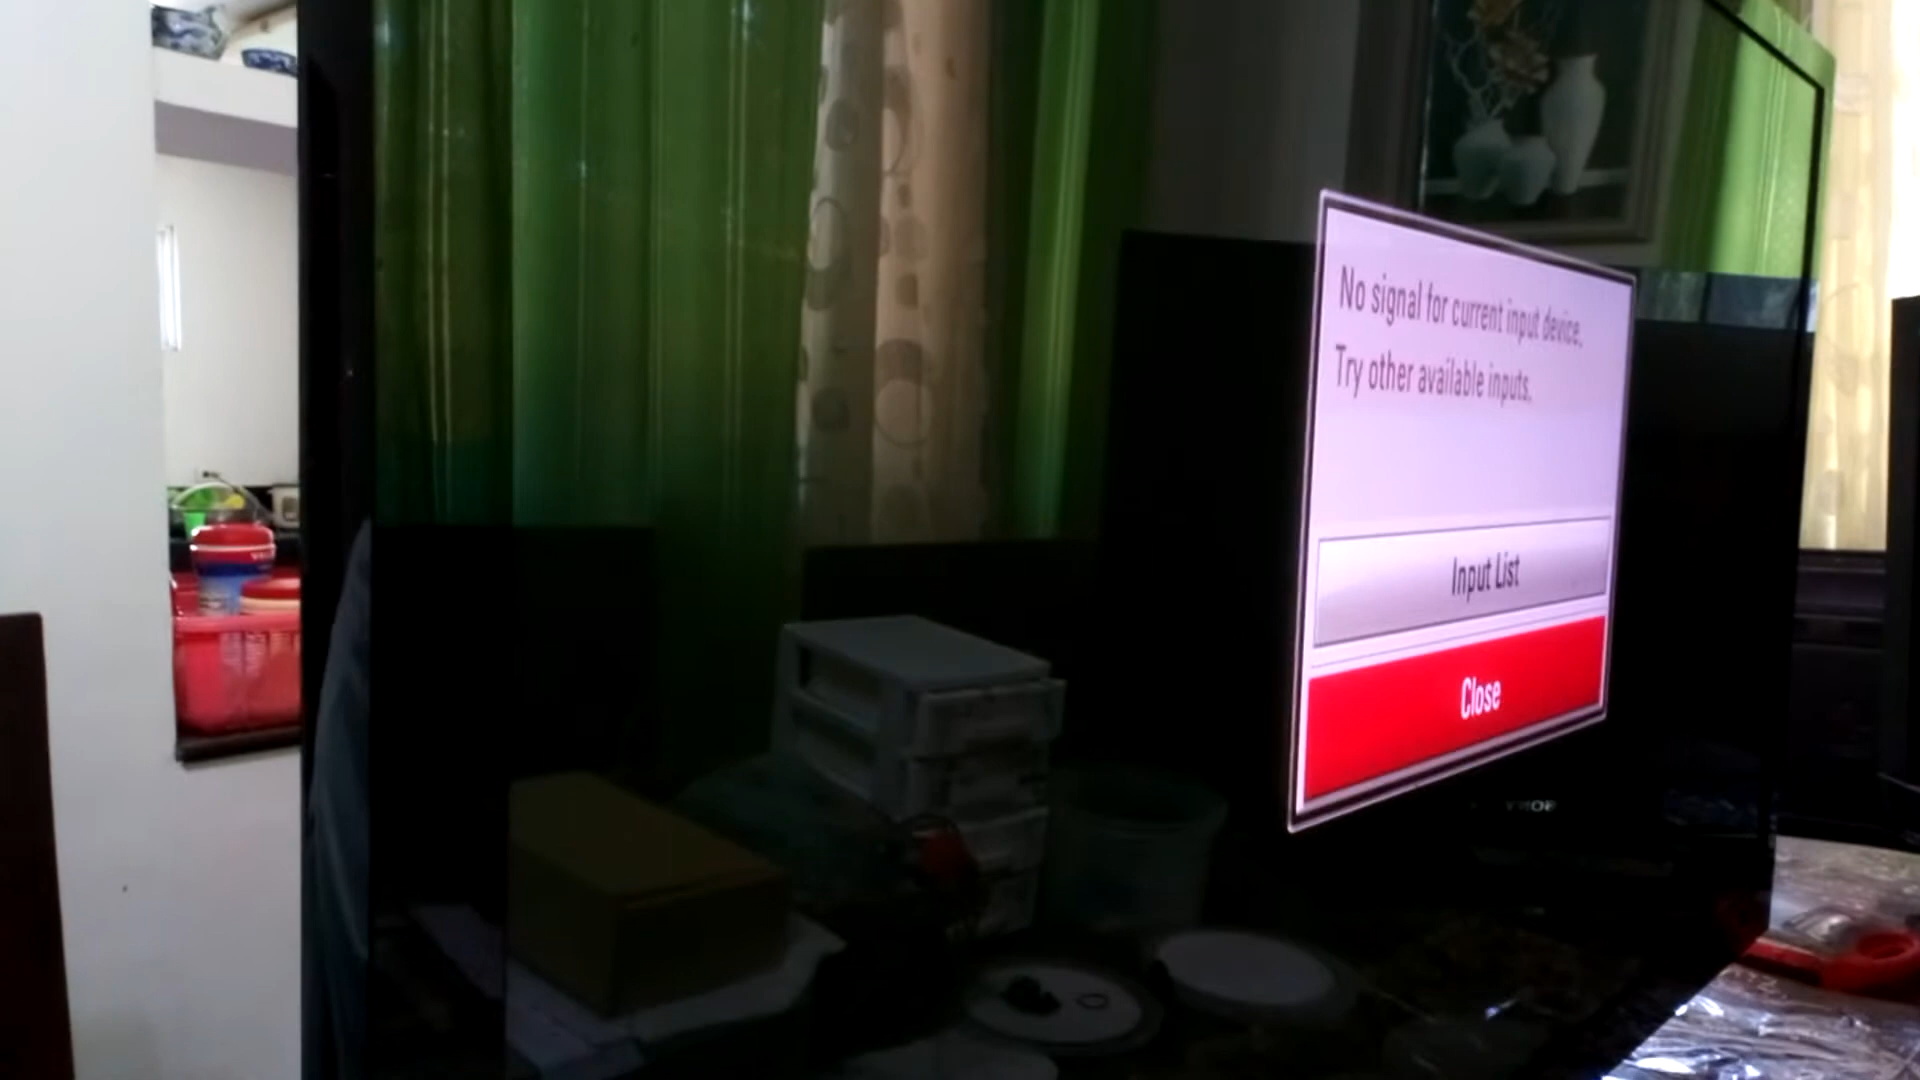 No signal for current input device.
Try other available inputs.
Input List
Close